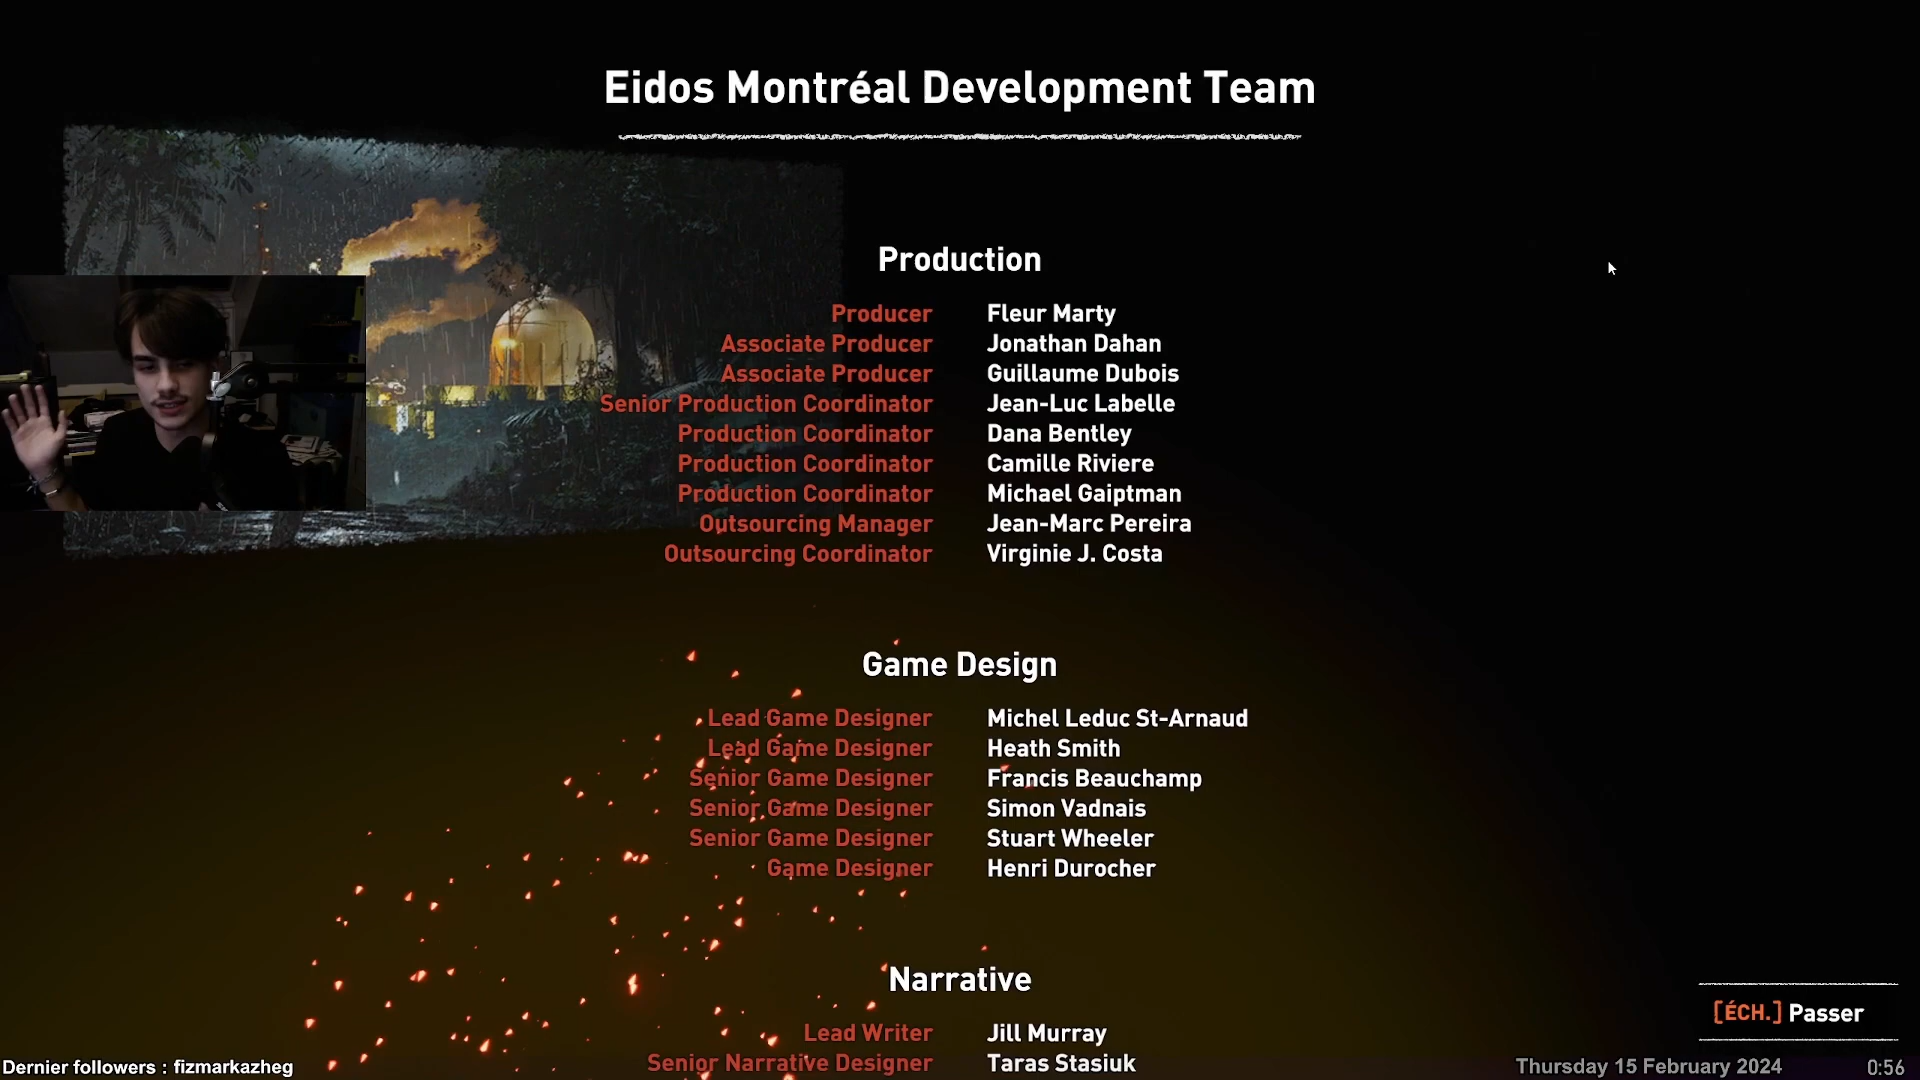 Eidos Montréal Development Team
Production
Producer Fleur Marty
Associate Producer Jonathan Dahan
Associate Producer Guillaume Dubois
Senior Production Coordinator Jean-Luc Labelle
Production Coordinator Dana Bentley
Production Coordinator Camille Riviere
Production Coordinator Michael Gaiptman
Outsourcing Manager Jean-Marc Pereira
Outsourcing Coordinator Virginie J. Costa
Game Design
Lead Game Designer Michel Leduc St-Arnaud
Lead Game Designer Heath Smith
Senior Game Designer Francis Beauchamp
Senior Game Designer Simon Vadnais
Senior Game Designer Stuart Wheeler
Game Designer Henri Durocher
Narrative
Lead Writer Jill Murray
Senior Narrative Designer Taras Stasiuk
[ÉCH.] Passer
Dernier followers : fizmarkazheg
Thursday 15 February 2024 0:56